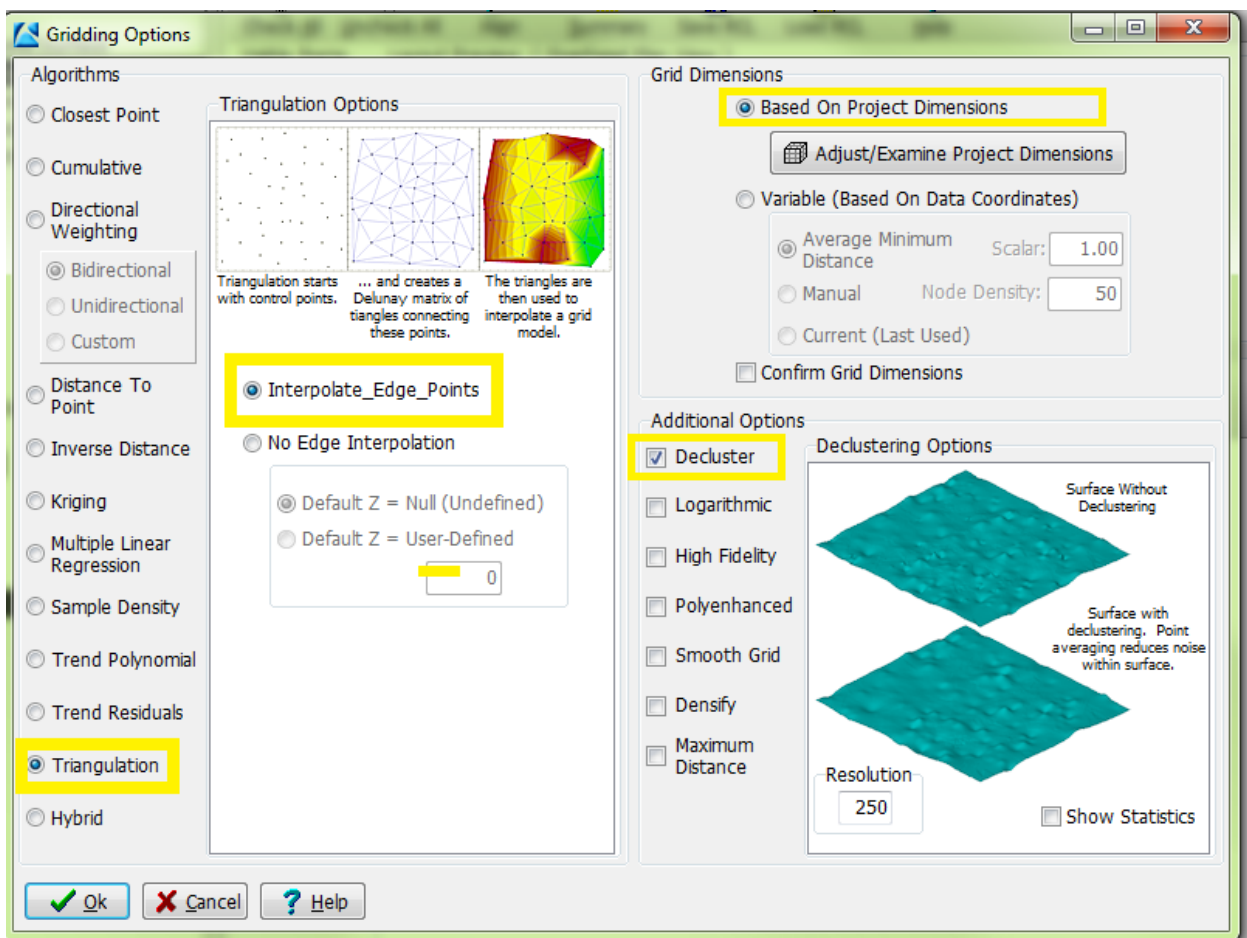 Gridding Options
Algorithms
Closest Point
Cumulative
Directional
Weighting
Bidirectional
Unidirectional
Custom
Distance To
Point
Inverse Distance
Kriging
Multiple Linear
Regression
Sample Density
Trend Polynomial
Trend Residuals
Triangulation
Hybrid
Triangulation Options
Triangulation starts
with control points.
... and creates a
Delunay matrix of
tiangles connecting
these points.
The triangles are
then used to
interpolate a grid
model.
Interpolate_Edge_Points
No Edge Interpolation
Default Z = Null (Undefined)
Default Z = User-Defined
0
Grid Dimensions
Based On Project Dimensions
Adjust/Examine Project Dimensions
Variable (Based On Data Coordinates)
Average Minimum
Distance
Scalar: 1.00
Manual Node Density: 50
Current (Last Used)
Confirm Grid Dimensions
Additional Options
Decluster
Logarithmic
High Fidelity
Polyenhanced
Smooth Grid
Densify
Maximum
Distance
Declustering Options
Surface Without
Declustering
Surface with
declustering. Point
averaging reduces noise
within surface.
Resolution
250
Show Statistics
Ok Cancel ? Help